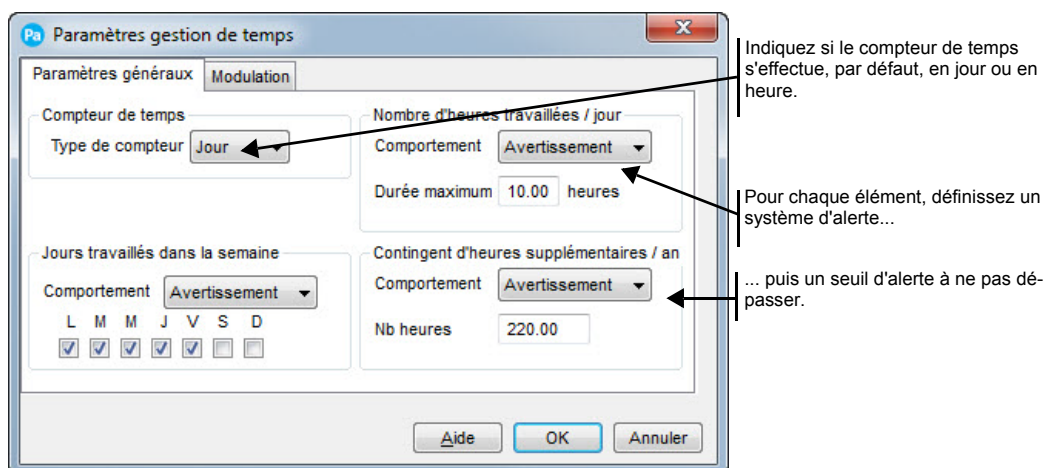 Pa Paramètres gestion de temps
Paramètres généraux Modulation
Compteur de temps
Type de compteur Jour
Nombre d'heures travaillées / jour
Comportement Avertissement
Durée maximum 10.00 heures
Jours travaillés dans la semaine
Comportement Avertissement
L M M J V S D
Contingent d'heures supplémentaires / an
Comportement Avertissement
Nb heures 220.00
Aide OK Annuler
Indiquez si le compteur de temps
s'effectue, par défaut, en jour ou en
heure.
Pour chaque élément, définissez un
système d'alerte...
... puis un seuil d'alerte à ne pas dé-
passer.